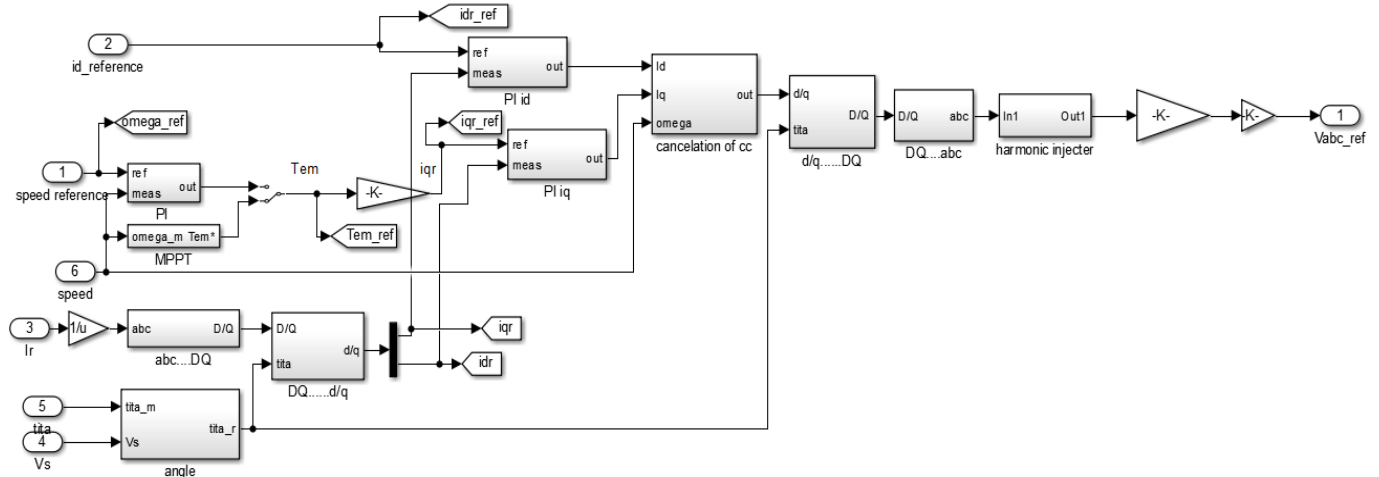 idr_ref
2
id_reference
ref
meas
out
PI id
Id
Iq
omega
out
cancelation of cc
d/q
tita
D/Q
d/q......DQ
D/Q
abc
DQ....abc
In1
Out1
harmonic injecter
-K-
-K-
1
Vabc_ref
omega_ref
iqr_ref
ref
meas
out
PI iq
1
speed reference
ref
meas
out
PI
Tem
-K-
iqr
omega_m Tem*
MPPT
Tem_ref
6
speed
3
Ir
1/u
abc
D/Q
abc....DQ
D/Q
tita
d/q
DQ......d/q
iqr
idr
5
tita
4
Vs
tita_m
Vs
tita_r
angle